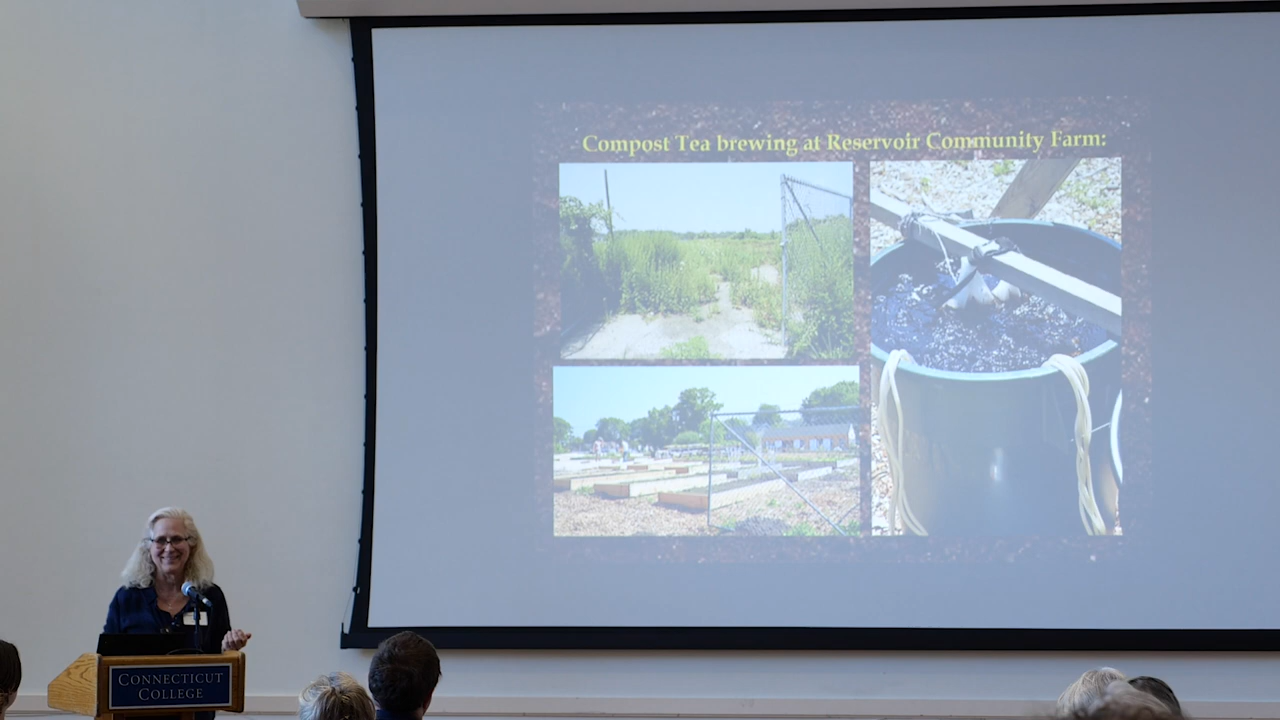 Compost Tea brewing at Reservoir Community Farm:
CONNECTICUT
COLLEGE